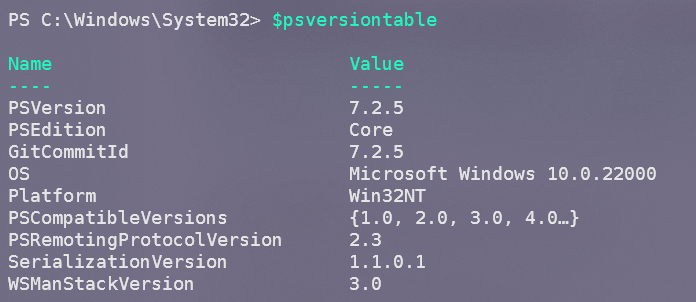 PS C:\Windows\System32> $psversiontable
Name Value
---- -----
PSVersion 7.2.5
PSEdition Core
GitCommitId 7.2.5
OS Microsoft Windows 10.0.22000
Platform Win32NT
PSCompatibleVersions {1.0, 2.0, 3.0, 4.0…}
PSRemotingProtocolVersion 2.3
SerializationVersion 1.1.0.1
WSManStackVersion 3.0